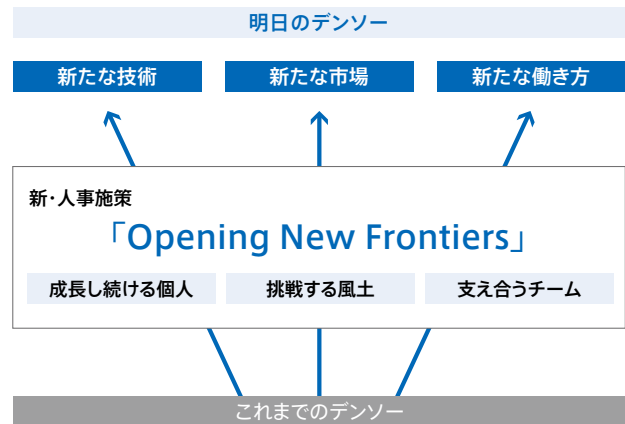 明日のデンソー
新たな技術 新たな市場 新たな働き方
新・人事施策
「Opening New Frontiers」
成長し続ける個人 挑戦する風土 支え合うチーム
これまでのデンソー